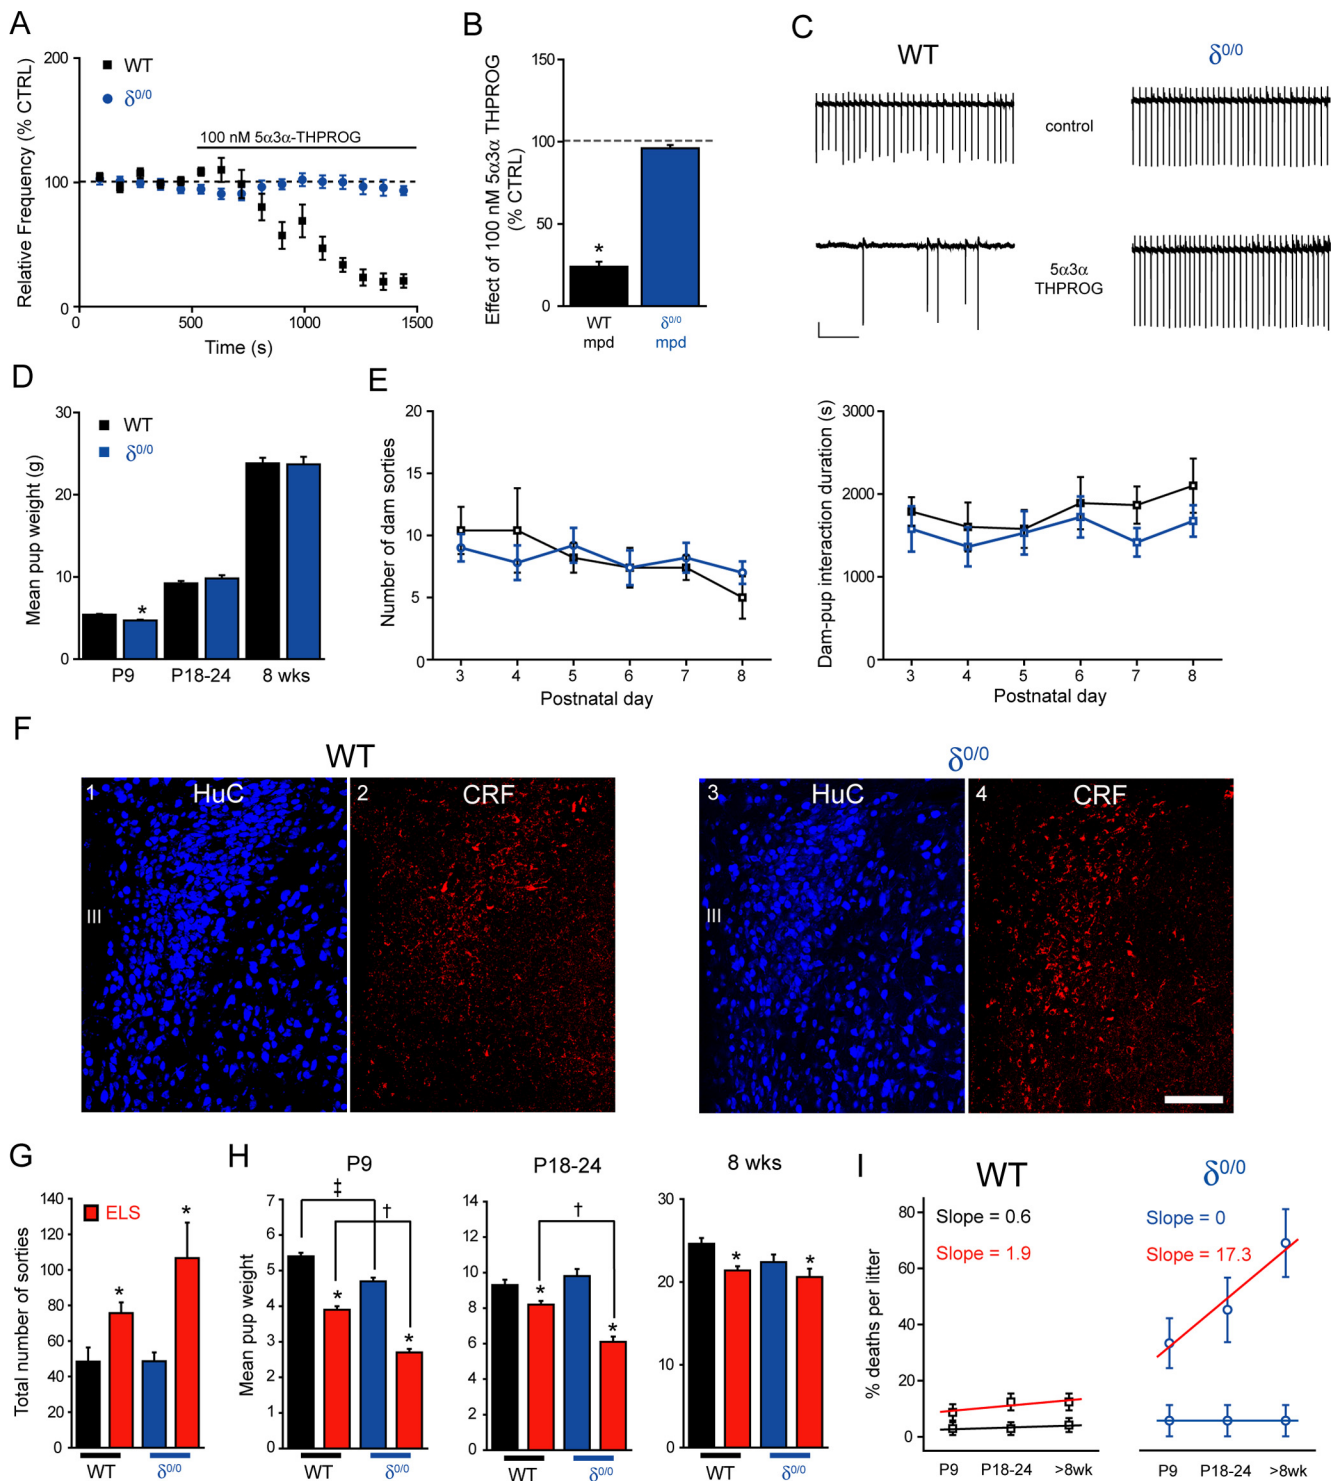 A
Relative Frequency (% CTRL)
200
100
0
WT
δ0/0
100 nM 5α3α-THPROG
0
500
1000
1500
Time (s)
B
Effect of 100 nM 5α3α THPROG
(% CTRL)
150
100
50
0
*
WT
mpd
δ0/0
mpd
C
WT
δ0/0
control
5α3α
THPROG
D
Mean pup weight (g)
30
20
10
0
WT
δ0/0
*
P9
P18-24
8 wks
E
Number of dam sorties
20
15
10
5
0
3
4
5
6
7
8
Postnatal day
Dam-pup interaction duration (s)
3000
2000
1000
0
3
4
5
6
7
8
Postnatal day
F
WT
δ0/0
1
HuC
2
CRF
3
HuC
4
CRF
III
III
G
Total number of sorties
140
120
100
80
60
40
20
0
ELS
*
*
WT
δ0/0
H
P9
Mean pup weight
7
6
5
4
3
2
1
0
‡
†
*
*
WT
δ0/0
P18-24
14
12
10
8
6
4
2
0
†
*
*
WT
δ0/0
8 wks
30
20
10
0
*
*
WT
δ0/0
I
WT
δ0/0
% deaths per litter
80
60
40
20
0
Slope = 0.6
Slope = 1.9
Slope = 0
Slope = 17.3
P9
P18-24
>8wk
P9
P18-24
>8wk